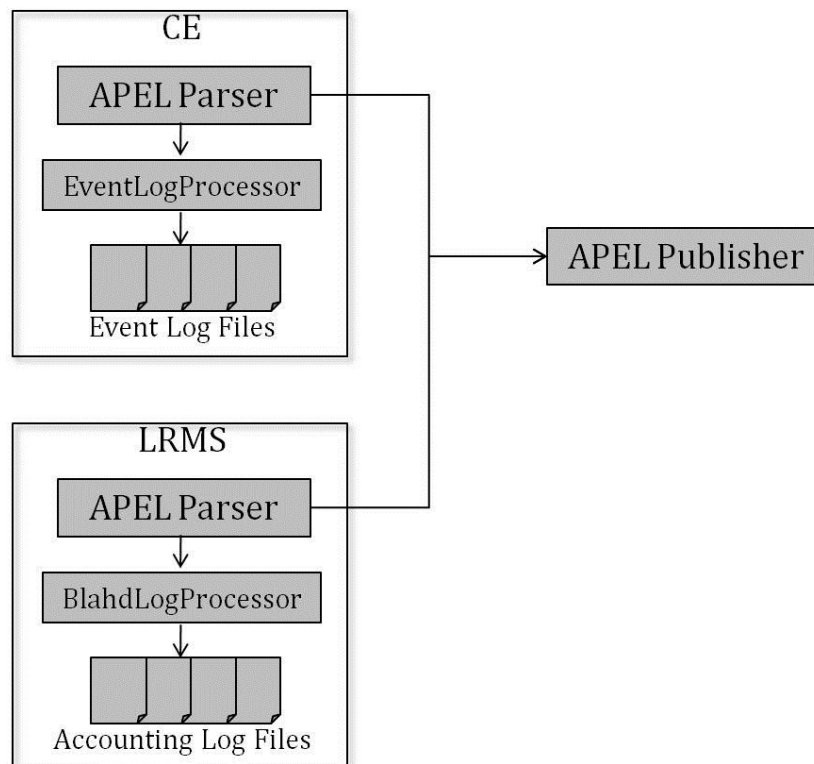 CE
APEL Parser
EventLogProcessor
Event Log Files
APEL Publisher
LRMS
APEL Parser
BlahdLogProcessor
Accounting Log Files